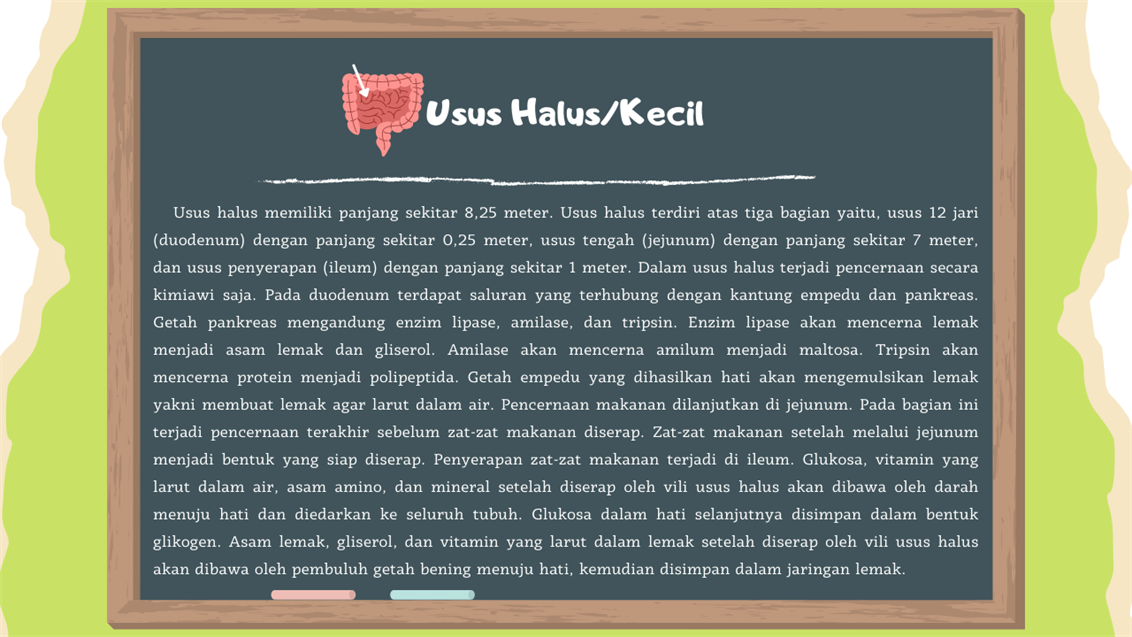 Usus Halus/Kecil
Usus halus memiliki panjang sekitar 8,25 meter. Usus halus terdiri atas tiga bagian yaitu, usus 12 jari
(duodenum) dengan panjang sekitar 0,25 meter, usus tengah (jejunum) dengan panjang sekitar 7 meter,
dan usus penyerapan (ileum) dengan panjang sekitar 1 meter. Dalam usus halus terjadi pencernaan secara
kimiawi saja. Pada duodenum terdapat saluran yang terhubung dengan kantung empedu dan pankreas.
Getah pankreas mengandung enzim lipase, amilase, dan tripsin. Enzim lipase akan mencerna lemak
menjadi asam lemak dan gliserol. Amilase akan mencerna amilum menjadi maltosa. Tripsin akan
mencerna protein menjadi polipeptida. Getah empedu yang dihasilkan hati akan mengemulsikan lemak
yakni membuat lemak agar larut dalam air. Pencernaan makanan dilanjutkan di jejunum. Pada bagian ini
terjadi pencernaan terakhir sebelum zat-zat makanan diserap. Zat-zat makanan setelah melalui jejunum
menjadi bentuk yang siap diserap. Penyerapan zat-zat makanan terjadi di ileum. Glukosa, vitamin yang
larut dalam air, asam amino, dan mineral setelah diserap oleh vili usus halus akan dibawa oleh darah
menuju hati dan diedarkan ke seluruh tubuh. Glukosa dalam hati selanjutnya disimpan dalam bentuk
glikogen. Asam lemak, gliserol, dan vitamin yang larut dalam lemak setelah diserap oleh vili usus halus
akan dibawa oleh pembuluh getah bening menuju hati, kemudian disimpan dalam jaringan lemak.